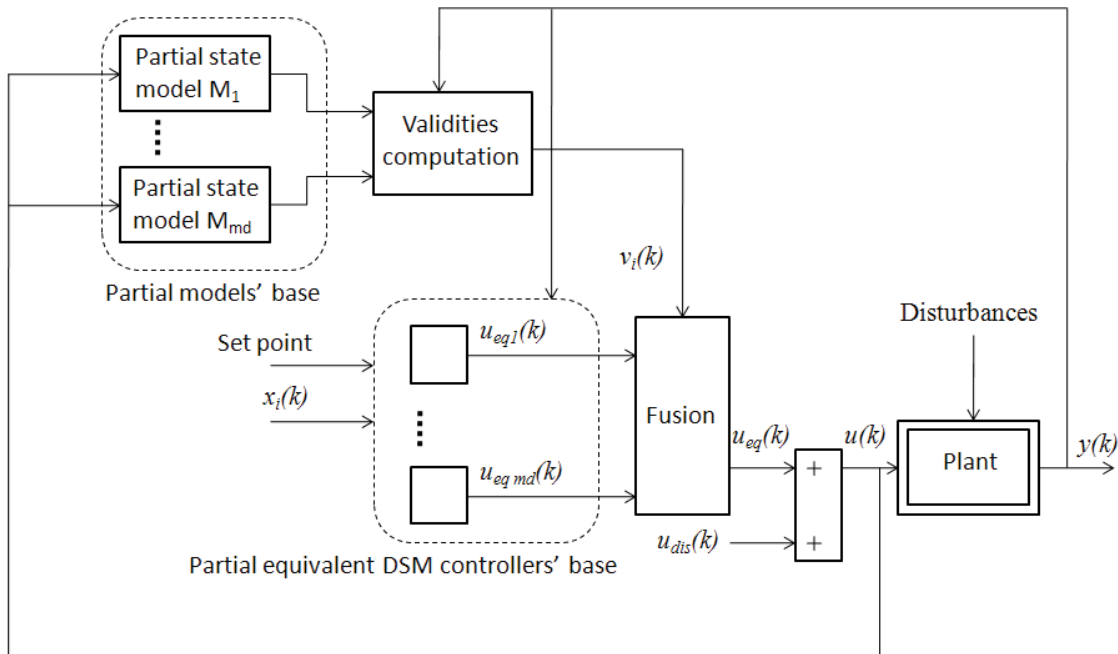 Partial state
model M₁
Partial state
model Mmd
Partial models' base
Validities
computation
vᵢ(k)
Set point
xᵢ(k)
ueq1(k)
ueq md(k)
Partial equivalent DSM controllers' base
Fusion
ueq(k)
udis(k)
+
+
u(k)
Disturbances
Plant
y(k)